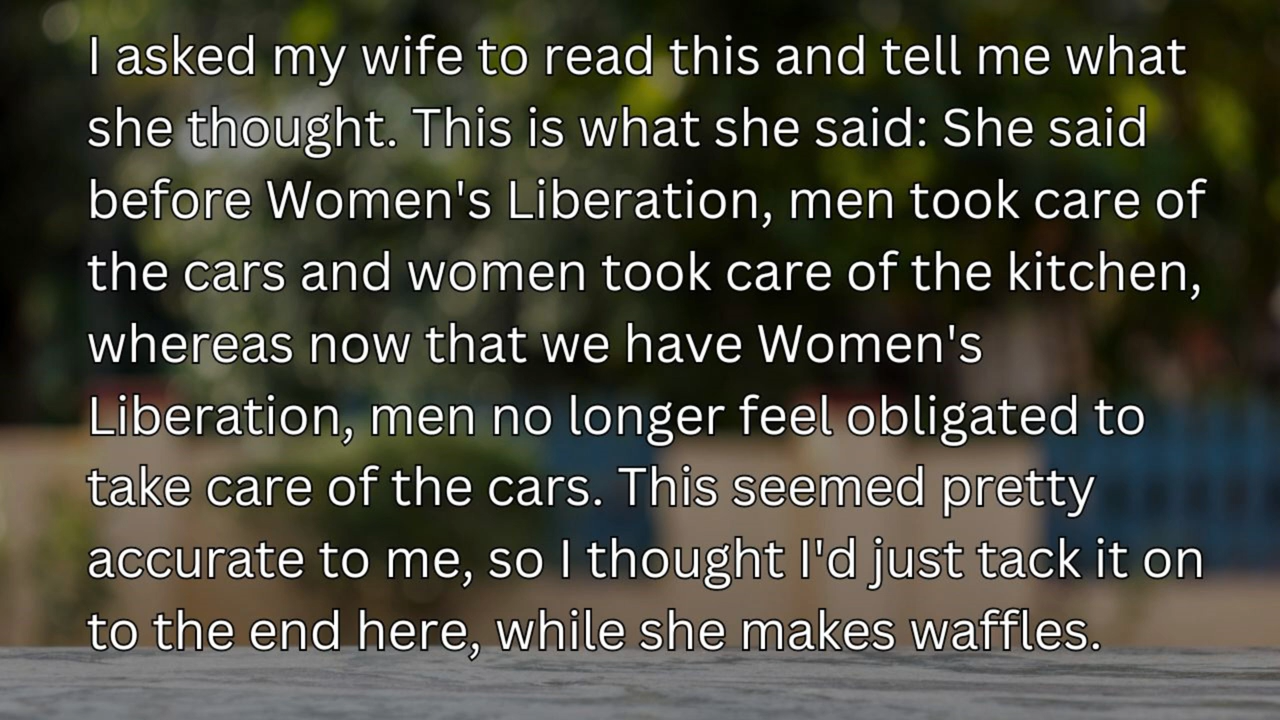 I asked my wife to read this and tell me what
she thought. This is what she said: She said
before Women's Liberation, men took care of
the cars and women took care of the kitchen,
whereas now that we have Women's
Liberation, men no longer feel obligated to
take care of the cars. This seemed pretty
accurate to me, so I thought I'd just tack it on
to the end here, while she makes waffles.